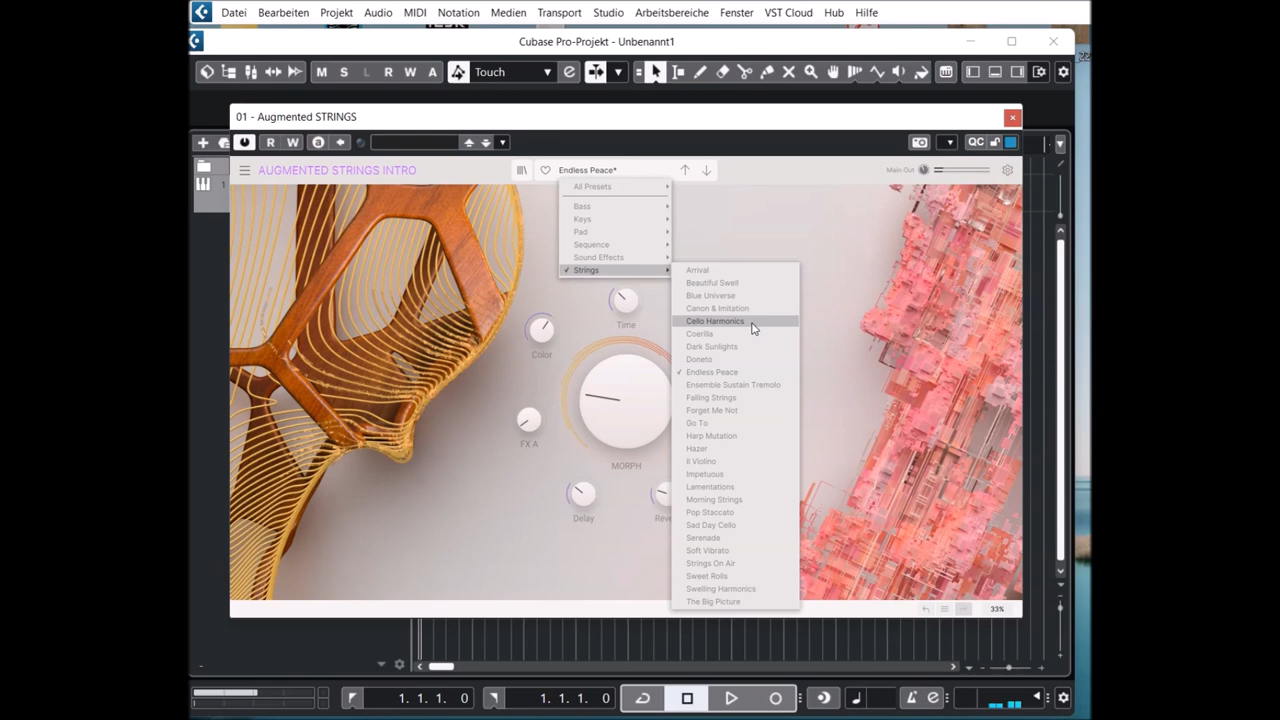 Datei Bearbeiten Projekt Audio MIDI Notation Medien Transport Studio Arbeitsbereiche Fenster VST Cloud Hub Hilfe
Cubase Pro-Projekt - Unbenannt1
M S L R W A Touch
01 - Augmented STRINGS
R W a QC
AUGMENTED STRINGS INTRO Endless Peace* Main Out
All Presets
Bass
Keys
Pad
Sequence
Sound Effects
Strings
Arrival
Beautiful Swell
Blue Universe
Canon & Imitation
Cello Harmonics
Coerilla
Dark Sunlights
Doneto
Endless Peace
Ensemble Sustain Tremolo
Falling Strings
Forget Me Not
Go To
Harp Mutation
Hazer
Il Violino
Impetuous
Lamentations
Morning Strings
Pop Staccato
Sad Day Cello
Serenade
Soft Vibrato
Strings On Air
Sweet Rolls
Swelling Harmonics
The Big Picture
Time
Color
FX A
MORPH
Delay
Reve
1
33%
1. 1. 1. 0 1. 1. 1. 0